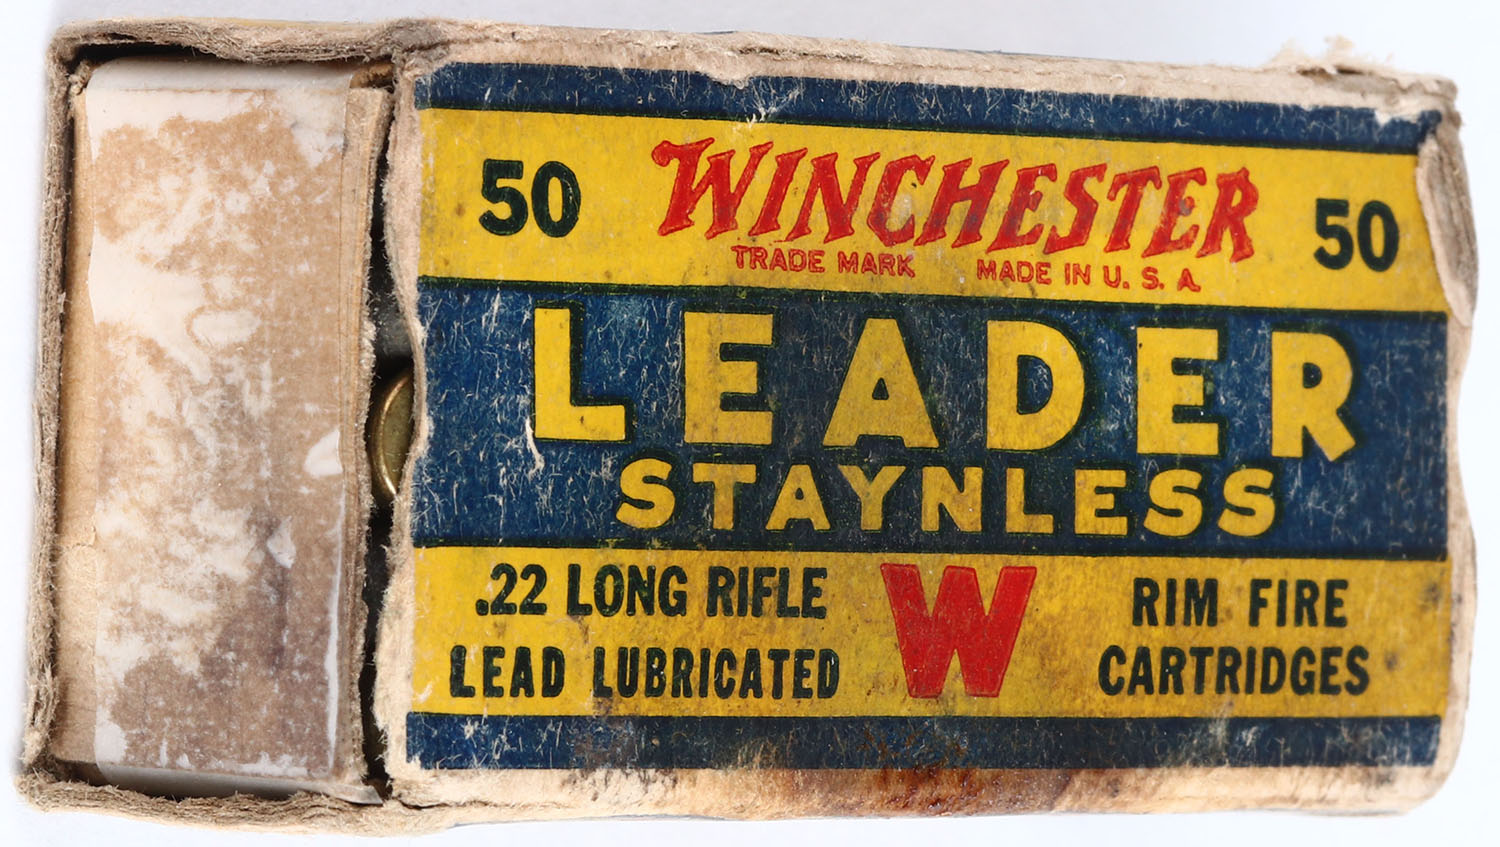 50 WINCHESTER 50
TRADE MARK MADE IN U. S. A.
LEADER
STAYNLESS
.22 LONG RIFLE W RIM FIRE
LEAD LUBRICATED CARTRIDGES